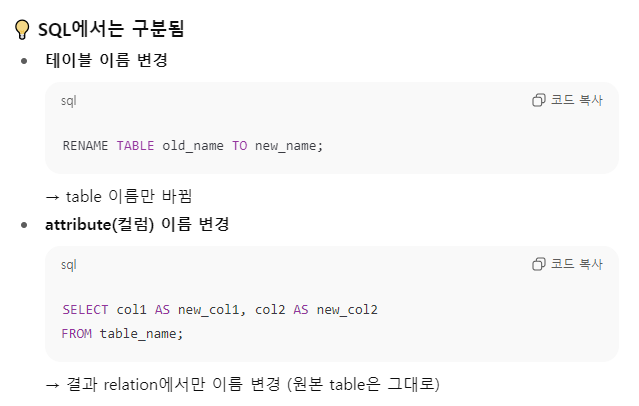 💡 SQL에서는 구분됨
• 테이블 이름 변경
sql
코드 복사
RENAME TABLE old_name TO new_name;
→ table 이름만 바뀜
• attribute(컬럼) 이름 변경
sql
코드 복사
SELECT col1 AS new_col1, col2 AS new_col2
FROM table_name;
→ 결과 relation에서만 이름 변경 (원본 table은 그대로)